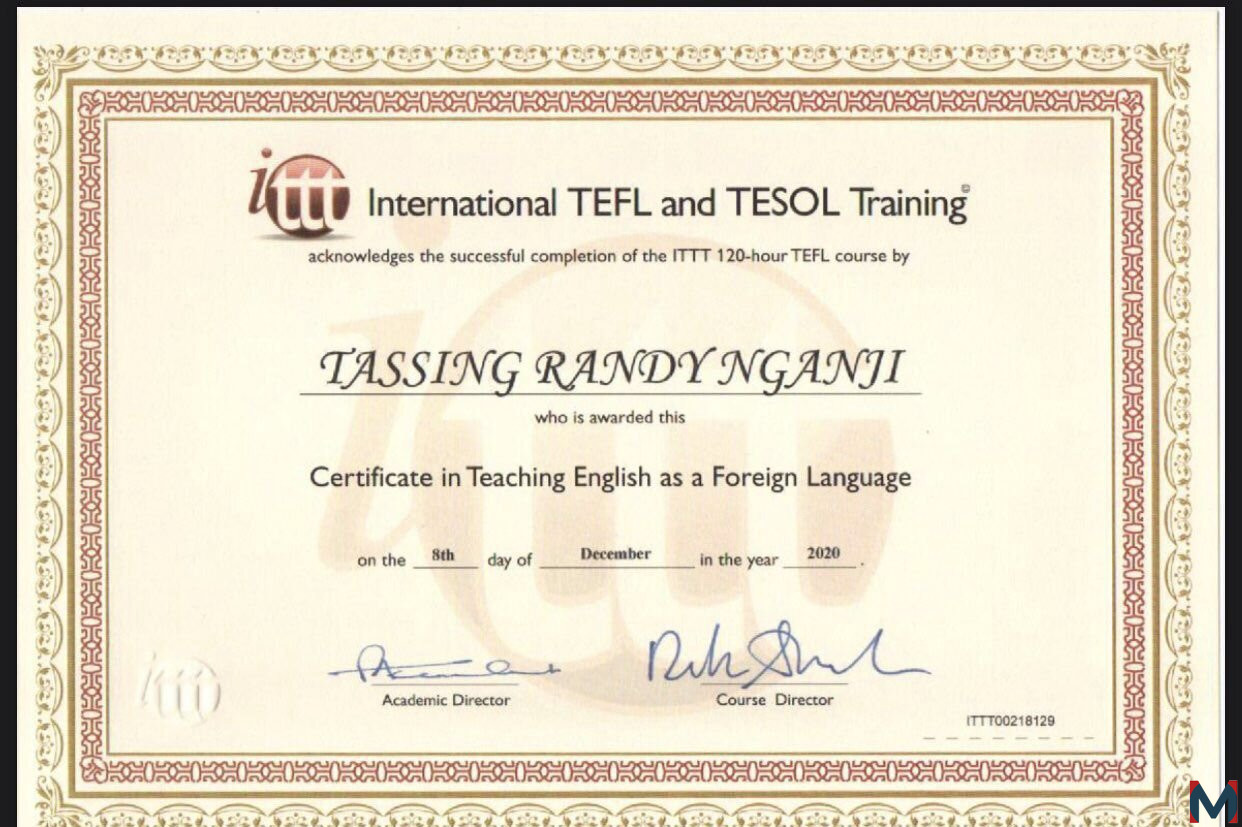 ittt International TEFL and TESOL Training©
acknowledges the successful completion of the ITTT 120-hour TEFL course by
TASSING RANDY NGANJI
who is awarded this
Certificate in Teaching English as a Foreign Language
on the 8th day of December in the year 2020.
Academic Director
Course Director
ITTT00218129
ittt
M